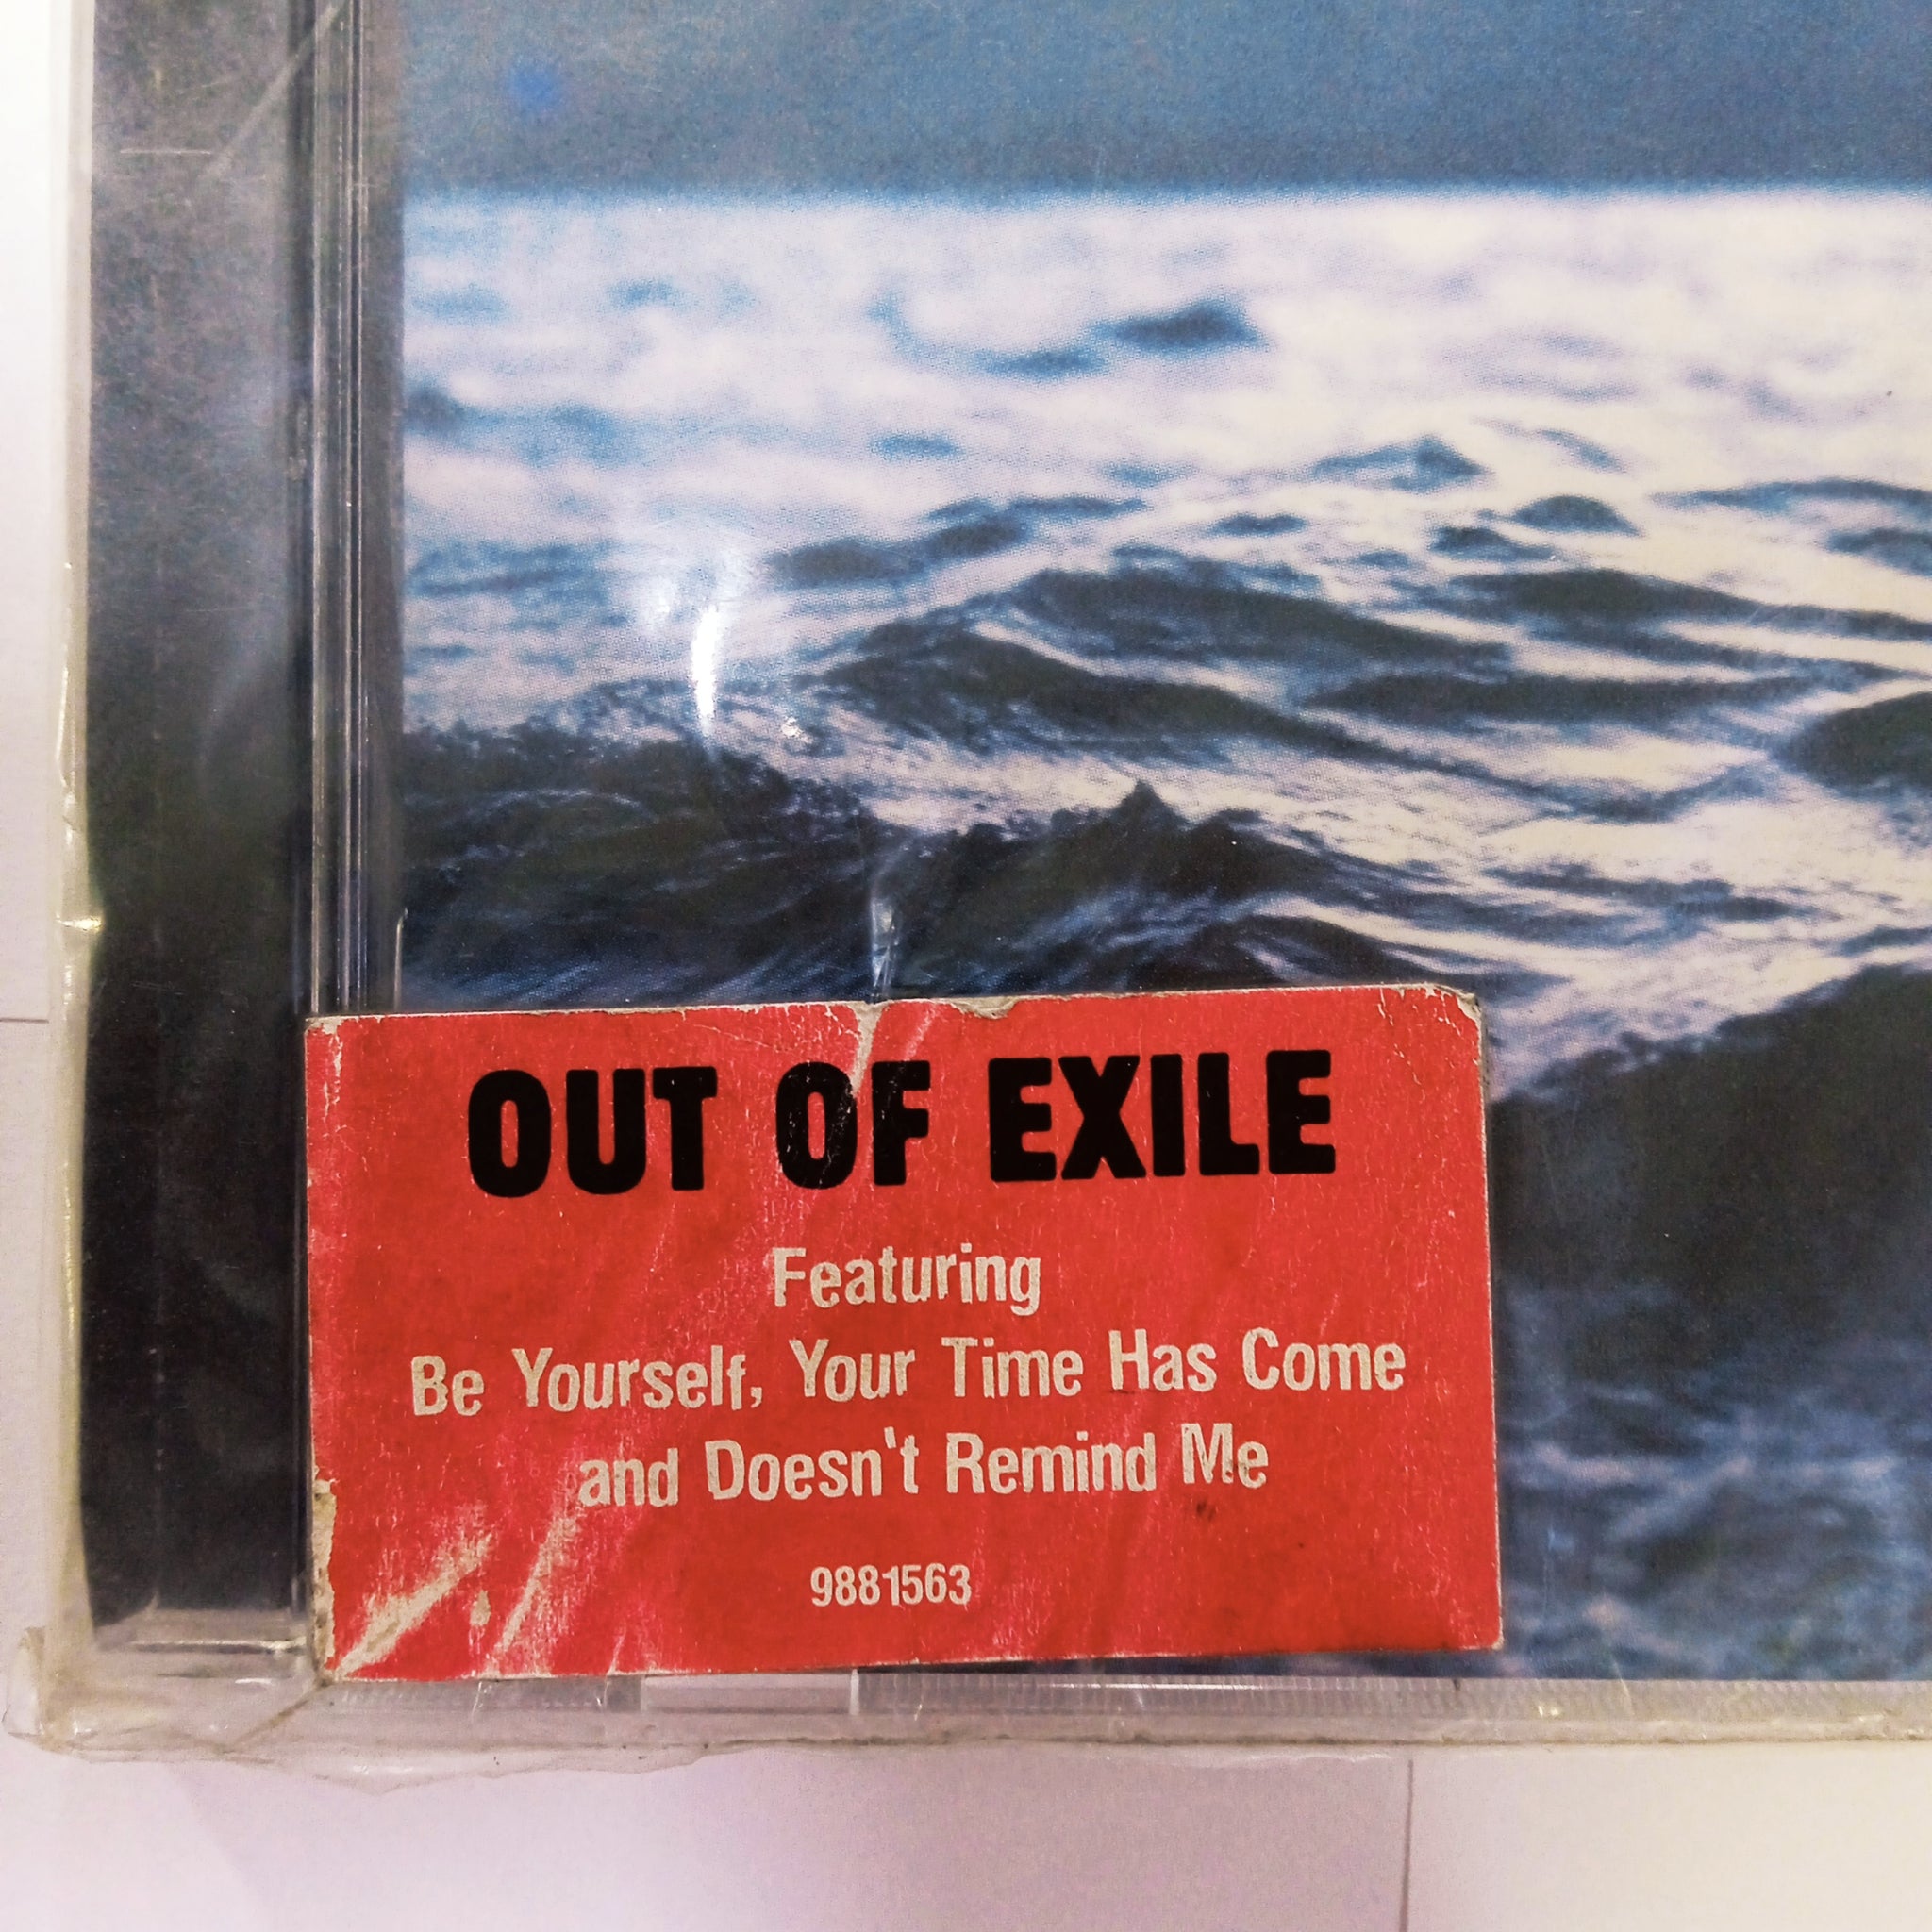 OUT OF EXILE
Featuring
Be Yourself, Your Time Has Come
and Doesn't Remind Me
9881563